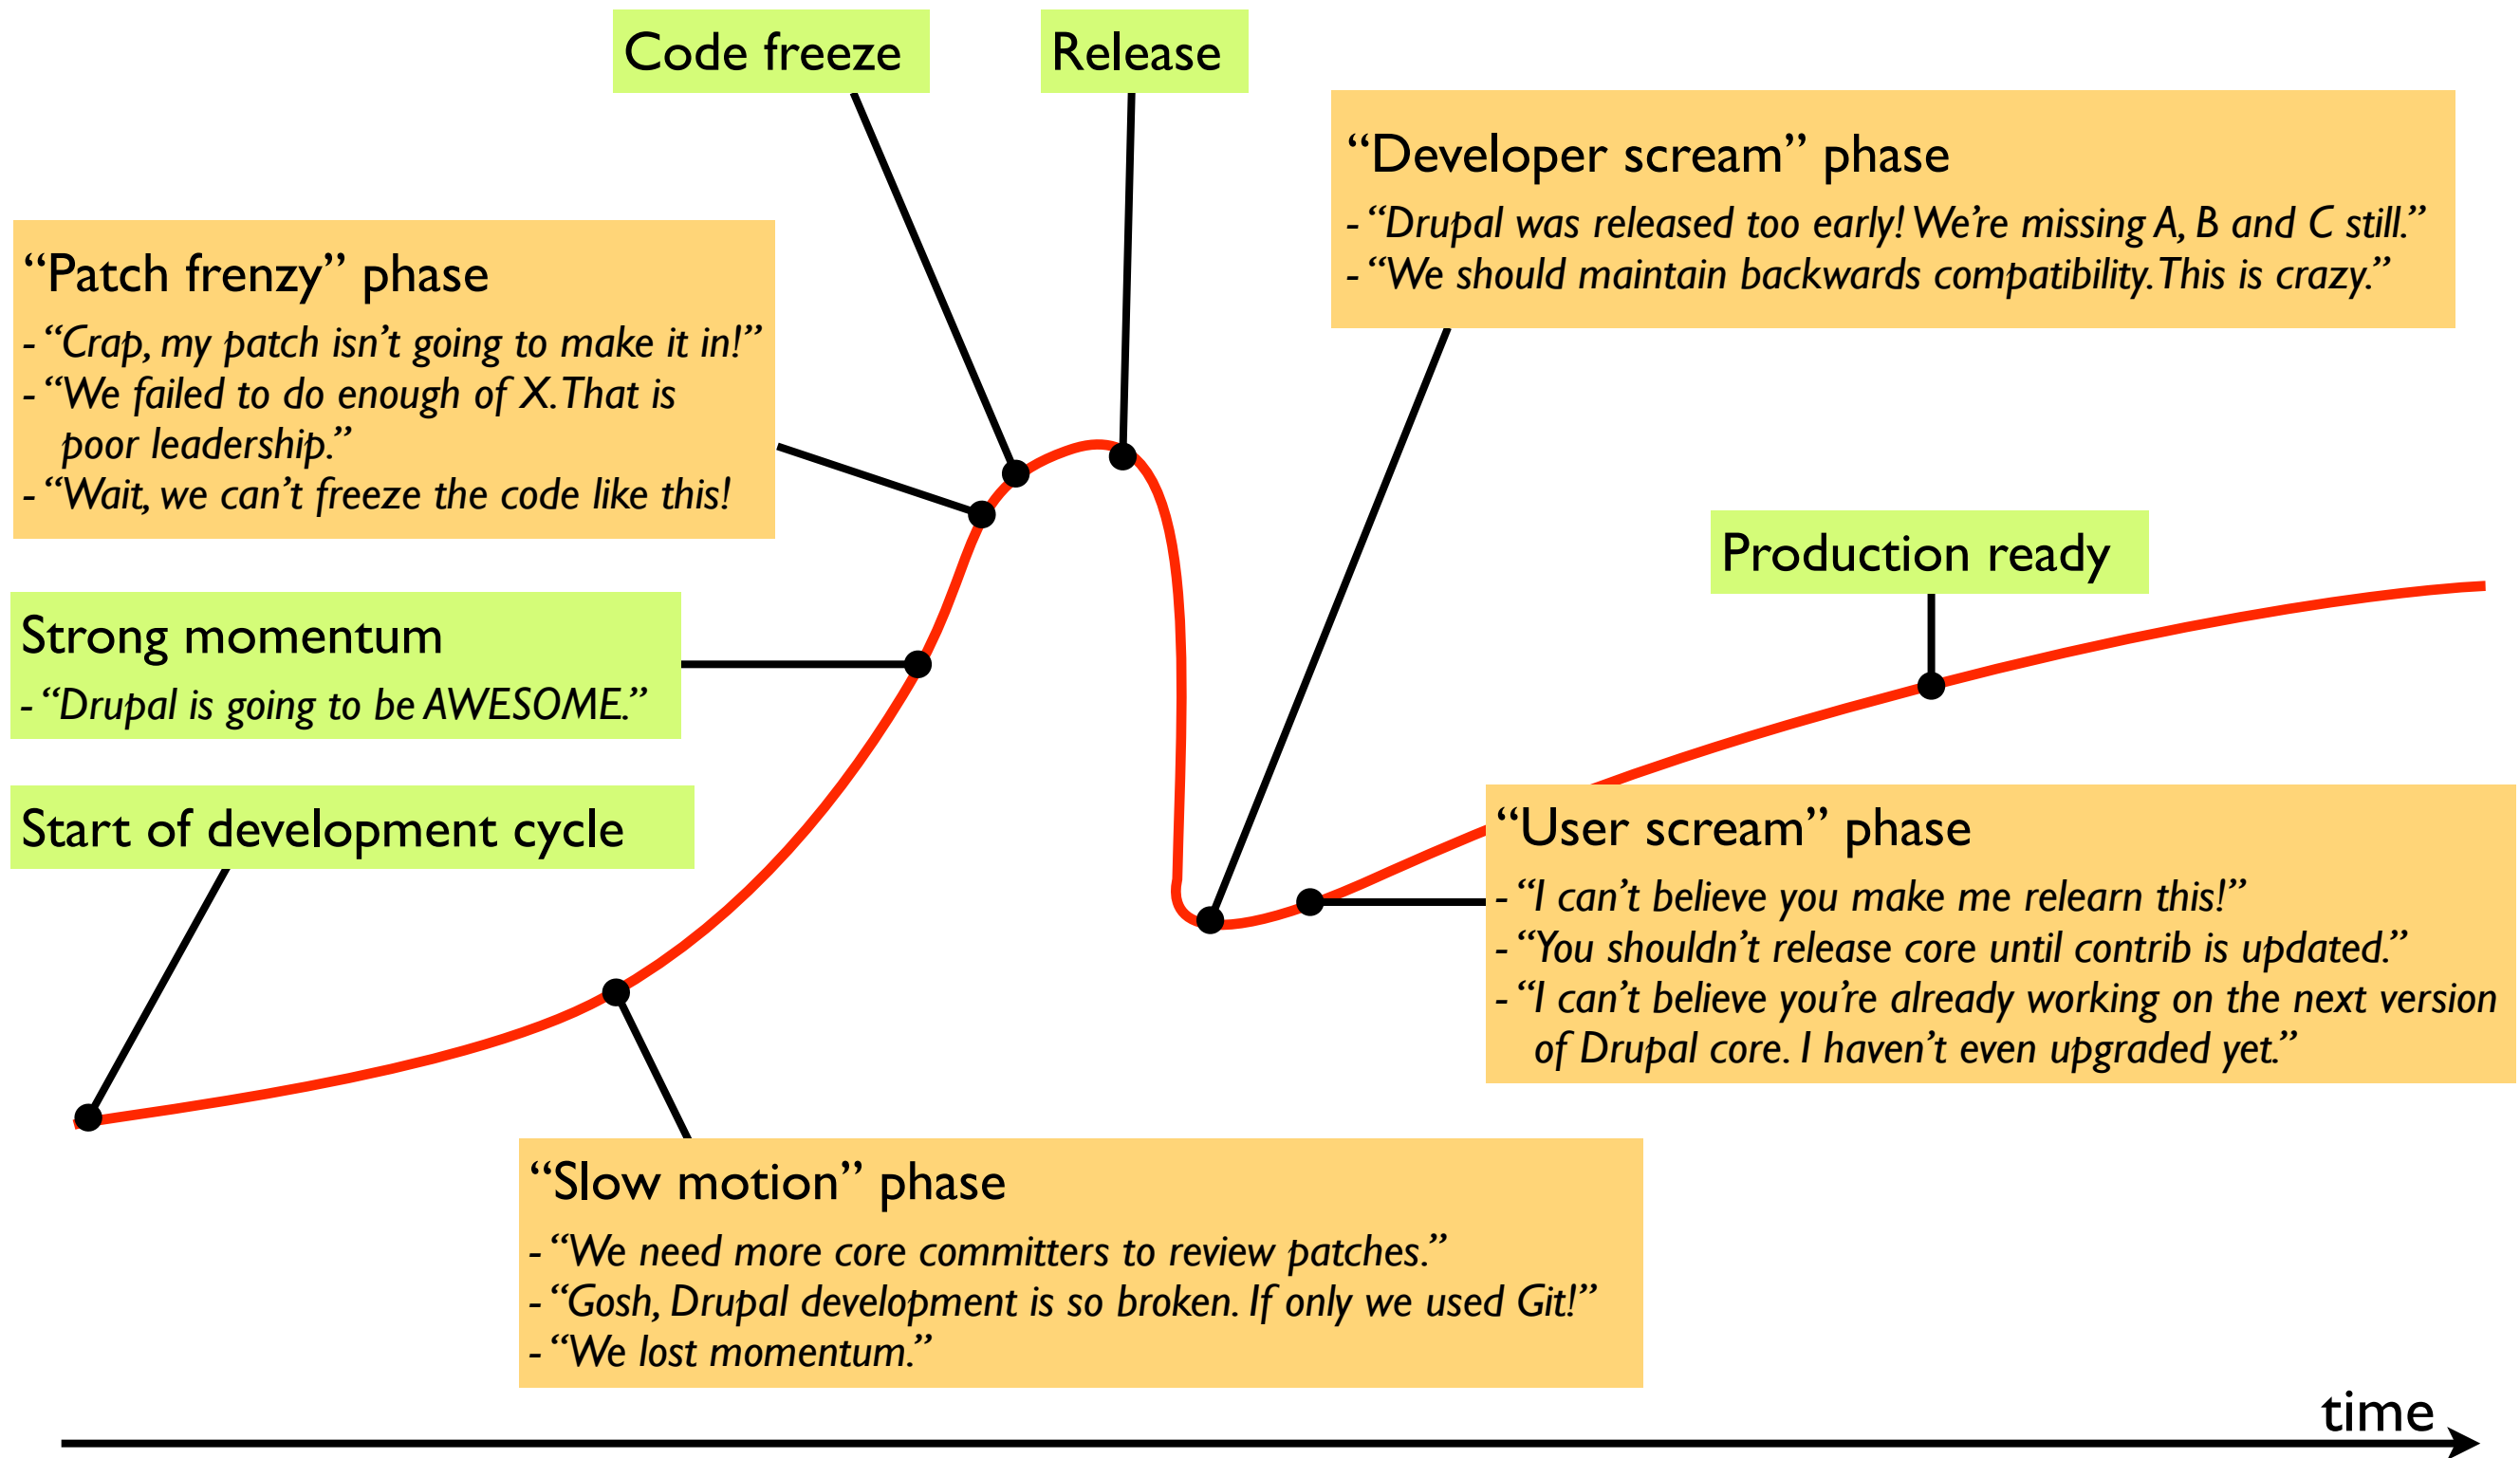 Code freeze
Release
“Developer scream” phase
- “Drupal was released too early! We’re missing A, B and C still.”
- “We should maintain backwards compatibility. This is crazy.”
“Patch frenzy” phase
- “Crap, my patch isn’t going to make it in!”
- “We failed to do enough of X. That is
poor leadership.”
- “Wait, we can’t freeze the code like this!
Production ready
Strong momentum
- “Drupal is going to be AWESOME.”
Start of development cycle
“User scream” phase
- “I can’t believe you make me relearn this!”
- “You shouldn’t release core until contrib is updated.”
- “I can’t believe you’re already working on the next version
of Drupal core. I haven’t even upgraded yet.”
“Slow motion” phase
- “We need more core committers to review patches.”
- “Gosh, Drupal development is so broken. If only we used Git!”
- “We lost momentum.”
time